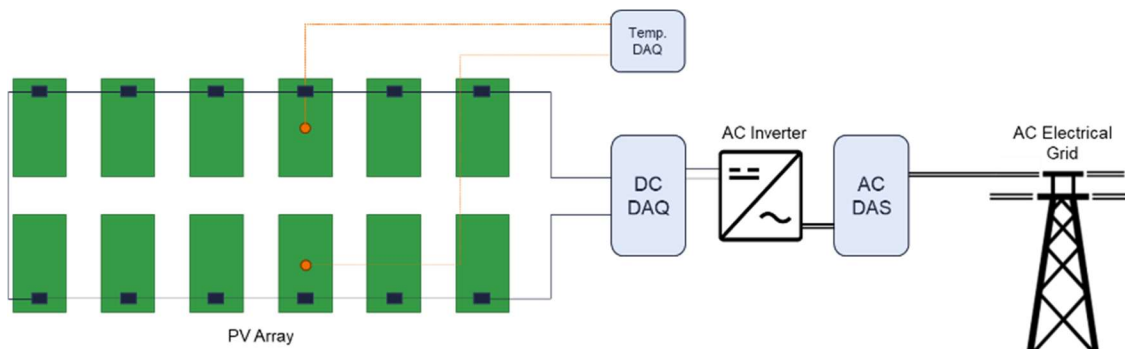 Temp.
DAQ
AC Inverter
AC Electrical
Grid
DC
DAQ
AC
DAS
PV Array